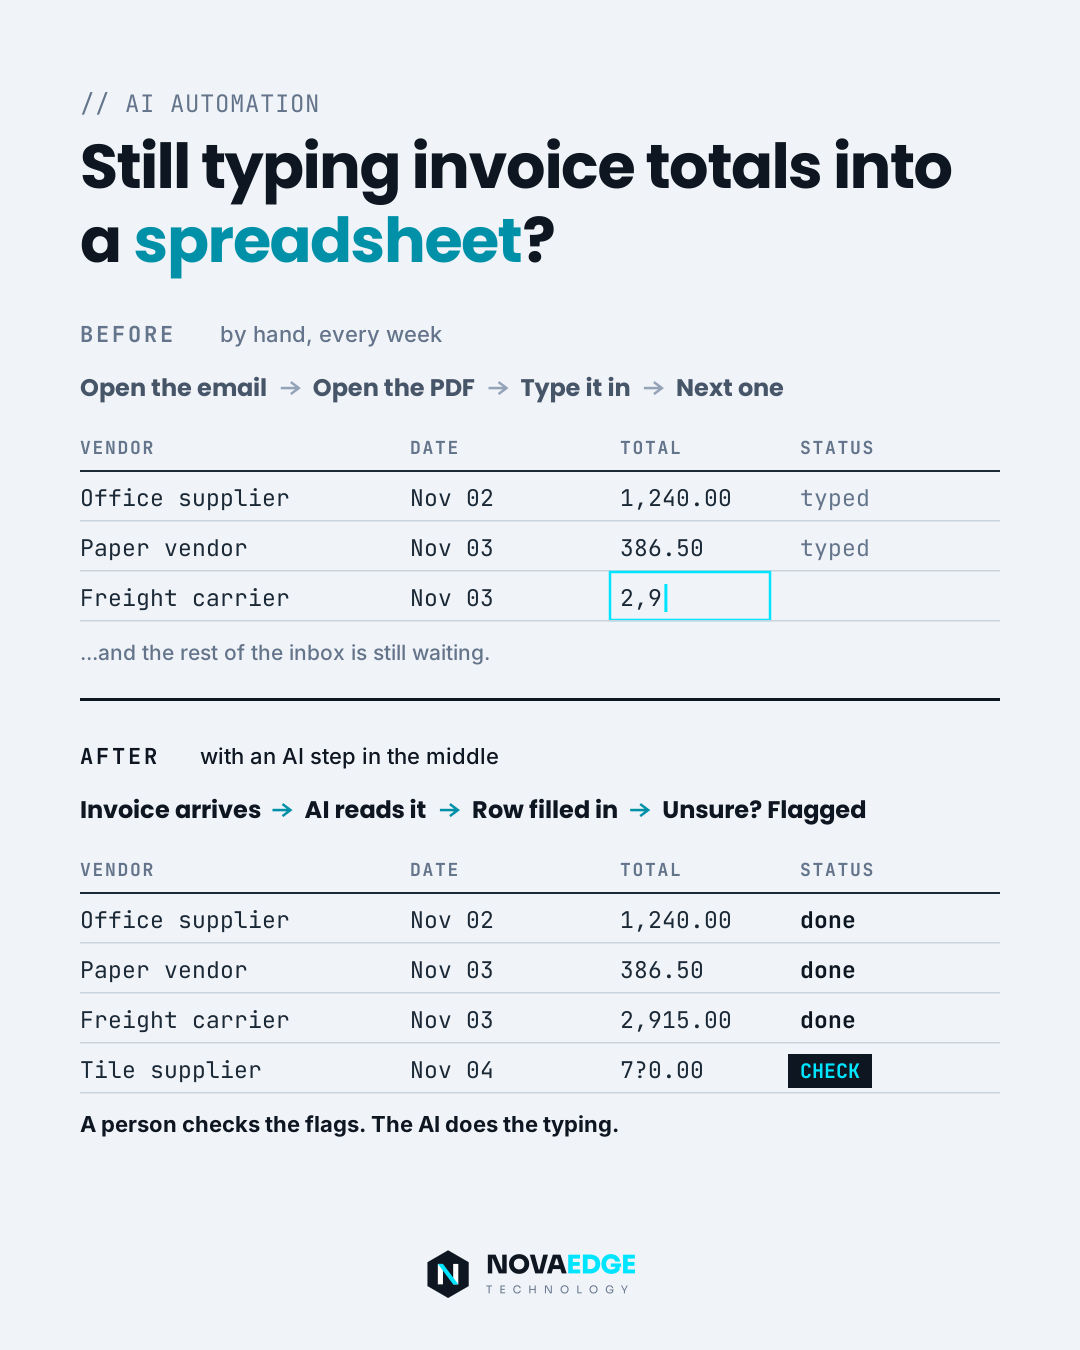 // AI AUTOMATION
Still typing invoice totals into
a spreadsheet?
BEFORE by hand, every week
Open the email → Open the PDF → Type it in → Next one
VENDOR DATE TOTAL STATUS
Office supplier Nov 02 1,240.00 typed
Paper vendor Nov 03 386.50 typed
Freight carrier Nov 03 2,9
...and the rest of the inbox is still waiting.
AFTER with an AI step in the middle
Invoice arrives → AI reads it → Row filled in → Unsure? Flagged
VENDOR DATE TOTAL STATUS
Office supplier Nov 02 1,240.00 done
Paper vendor Nov 03 386.50 done
Freight carrier Nov 03 2,915.00 done
Tile supplier Nov 04 7?0.00 CHECK
A person checks the flags. The AI does the typing.
N NOVAEDGE
TECHNOLOGY